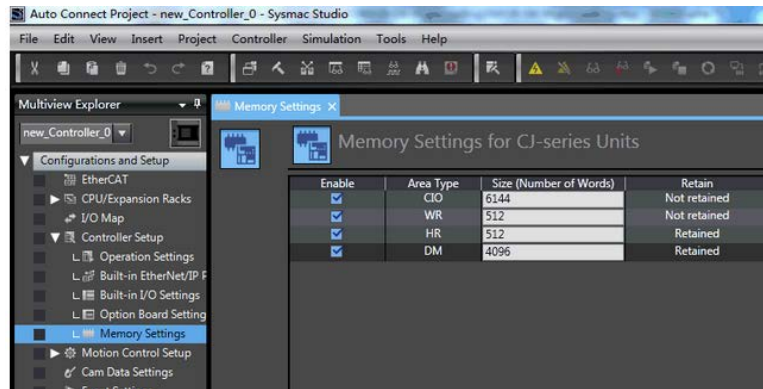 Auto Connect Project - new_Controller_0 - Sysmac Studio
File Edit View Insert Project Controller Simulation Tools Help
Multiview Explorer
Memory Settings
new_Controller_0
Memory Settings for CJ-series Units
Configurations and Setup
EtherCAT
CPU/Expansion Racks
I/O Map
Controller Setup
Operation Settings
Built-in EtherNet/IP P
Built-in I/O Settings
Option Board Setting
Memory Settings
Motion Control Setup
Cam Data Settings
Enable Area Type Size (Number of Words) Retain
CIO 6144 Not retained
WR 512 Not retained
HR 512 Retained
DM 4096 Retained